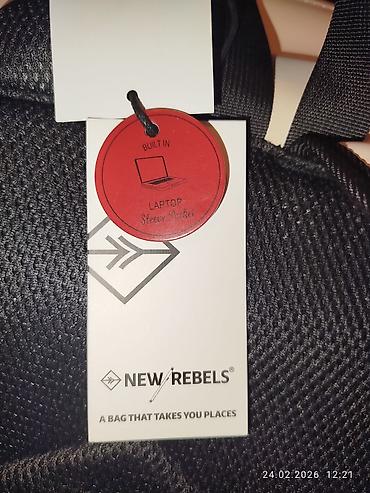 BUILT IN
LAPTOP
Sleeve Pocket
NEW REBELS®
A BAG THAT TAKES YOU PLACES
24.02.2026 12:21